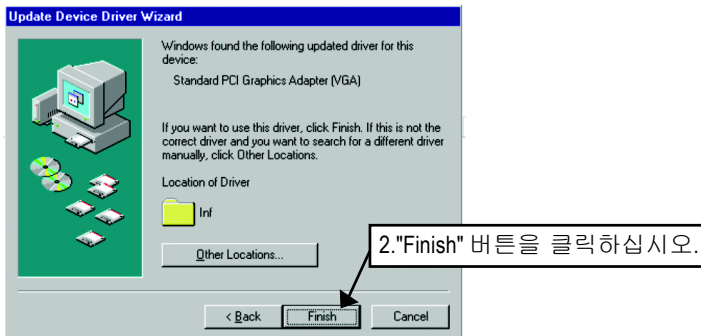 Update Device Driver Wizard
Windows found the following updated driver for this
device:
Standard PCI Graphics Adapter (VGA)
If you want to use this driver, click Finish. If this is not the
correct driver and you want to search for a different driver
manually, click Other Locations.
Location of Driver
Inf
Other Locations...
2."Finish" 버튼을 클릭하십시오.
< Back
Finish
Cancel